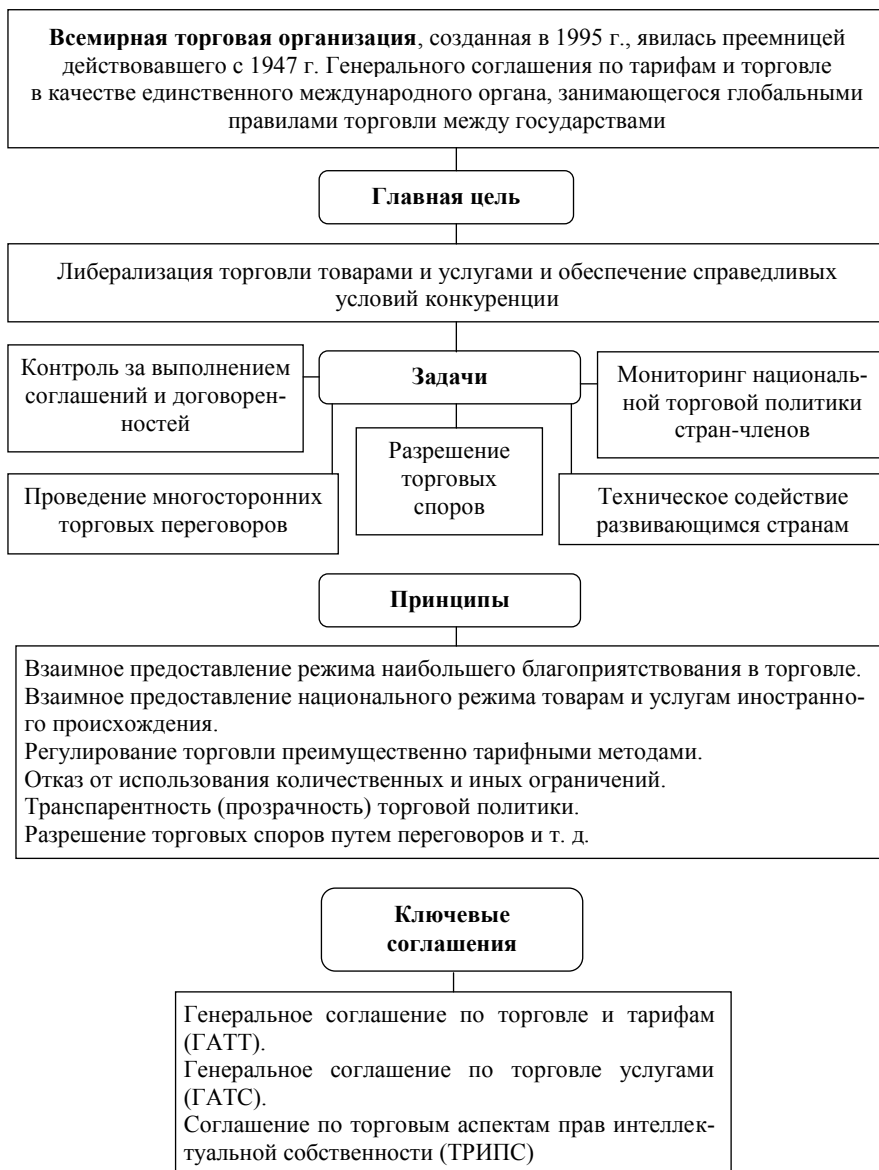 Всемирная торговая организация, созданная в 1995 г., явилась преемницей
действовавшего с 1947 г. Генерального соглашения по тарифам и торговле
в качестве единственного международного органа, занимающегося глобальными
правилами торговли между государствами
Главная цель
Либерализация торговли товарами и услугами и обеспечение справедливых
условий конкуренции
Задачи
Контроль за выполнением
соглашений и договорен-
ностей
Мониторинг националь-
ной торговой политики
стран-членов
Проведение многосторонних
торговых переговоров
Разрешение
торговых
споров
Техническое содействие
развивающимся странам
Принципы
Взаимное предоставление режима наибольшего благоприятствования в торговле.
Взаимное предоставление национального режима товарам и услугам иностранно-
го происхождения.
Регулирование торговли преимущественно тарифными методами.
Отказ от использования количественных и иных ограничений.
Транспарентность (прозрачность) торговой политики.
Разрешение торговых споров путем переговоров и т. д.
Ключевые
соглашения
Генеральное соглашение по торговле и тарифам
(ГАТТ).
Генеральное соглашение по торговле услугами
(ГАТС).
Соглашение по торговым аспектам прав интеллек-
туальной собственности (ТРИПС)